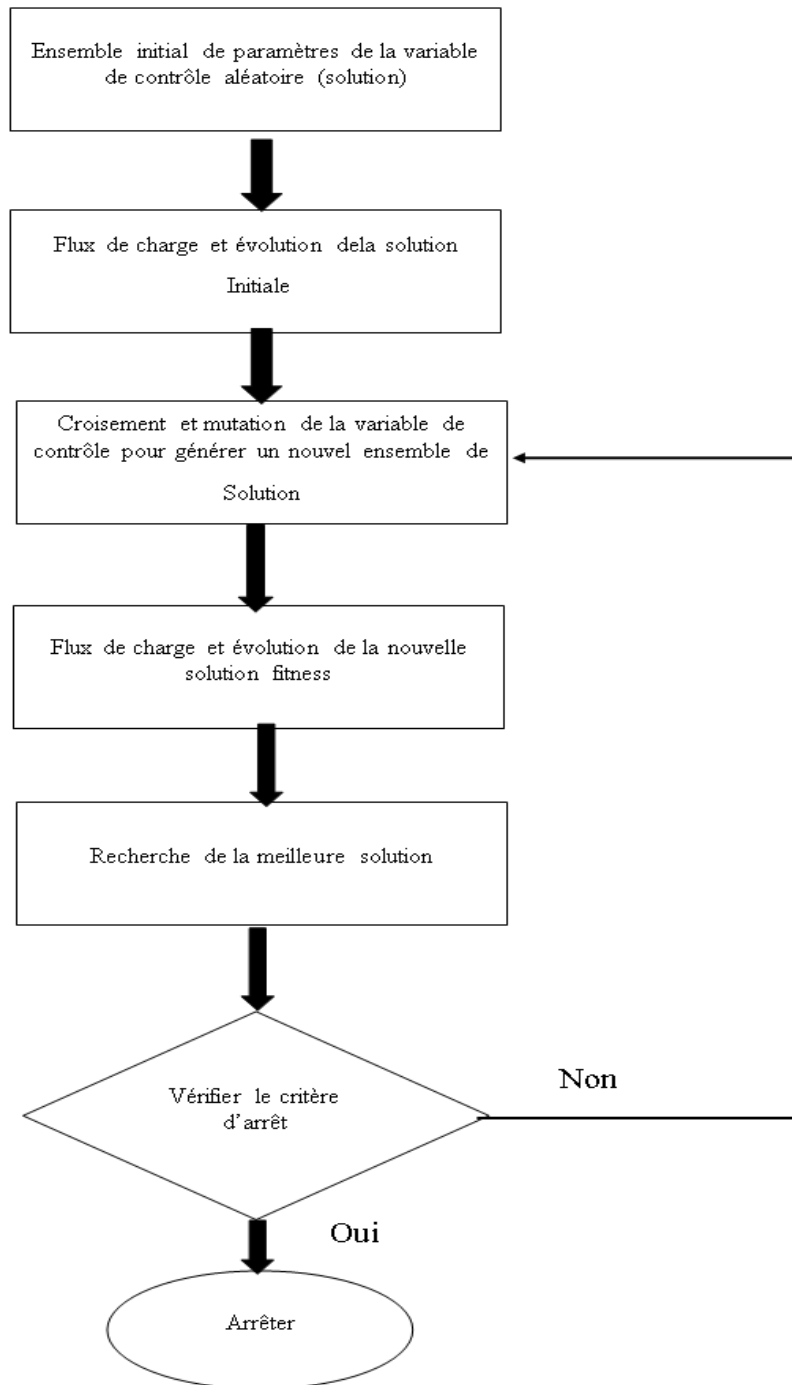 Ensemble initial de paramètres de la variable
de contrôle aléatoire (solution)
Flux de charge et évolution dela solution
Initiale
Croisement et mutation de la variable de
contrôle pour générer un nouvel ensemble de
Solution
Flux de charge et évolution de la nouvelle
solution fitness
Recherche de la meilleure solution
Vérifier le critère
d'arrêt
Non
Oui
Arrêter